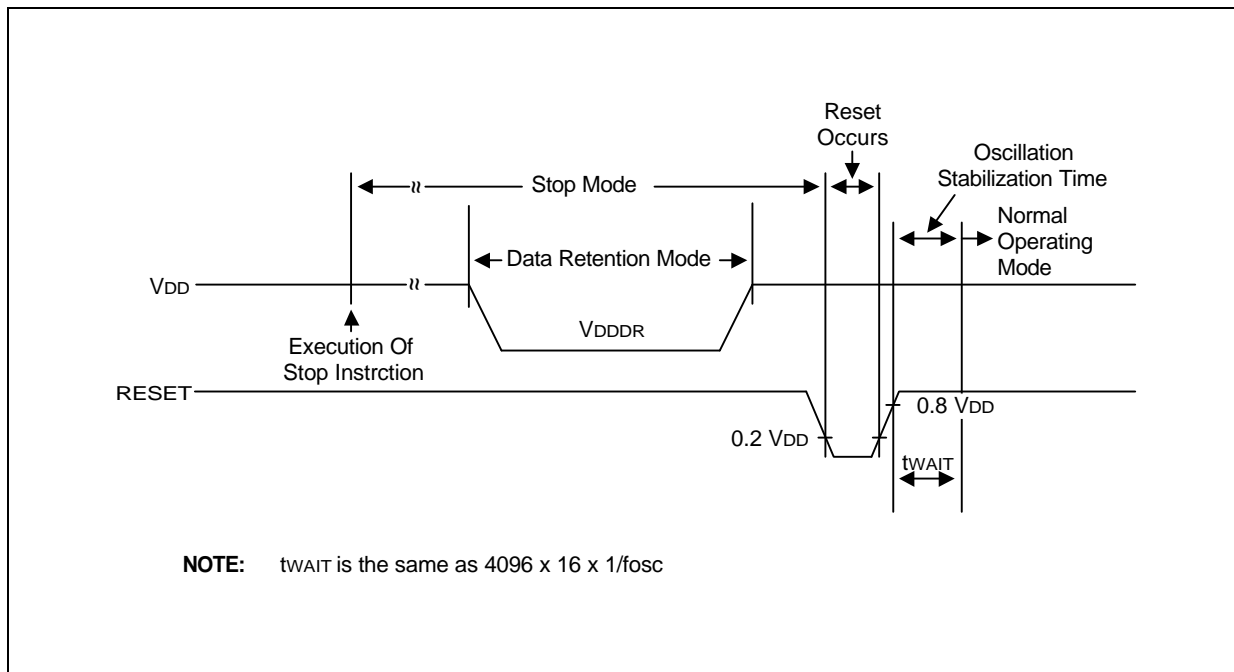 Reset
Occurs
Oscillation
Stabilization Time
Stop Mode
Normal
Operating
Mode
Data Retention Mode
VDD
VDDDR
Execution Of
Stop Instrction
RESET
0.8 VDD
0.2 VDD
tWAIT
NOTE: tWAIT is the same as 4096 x 16 x 1/fosc